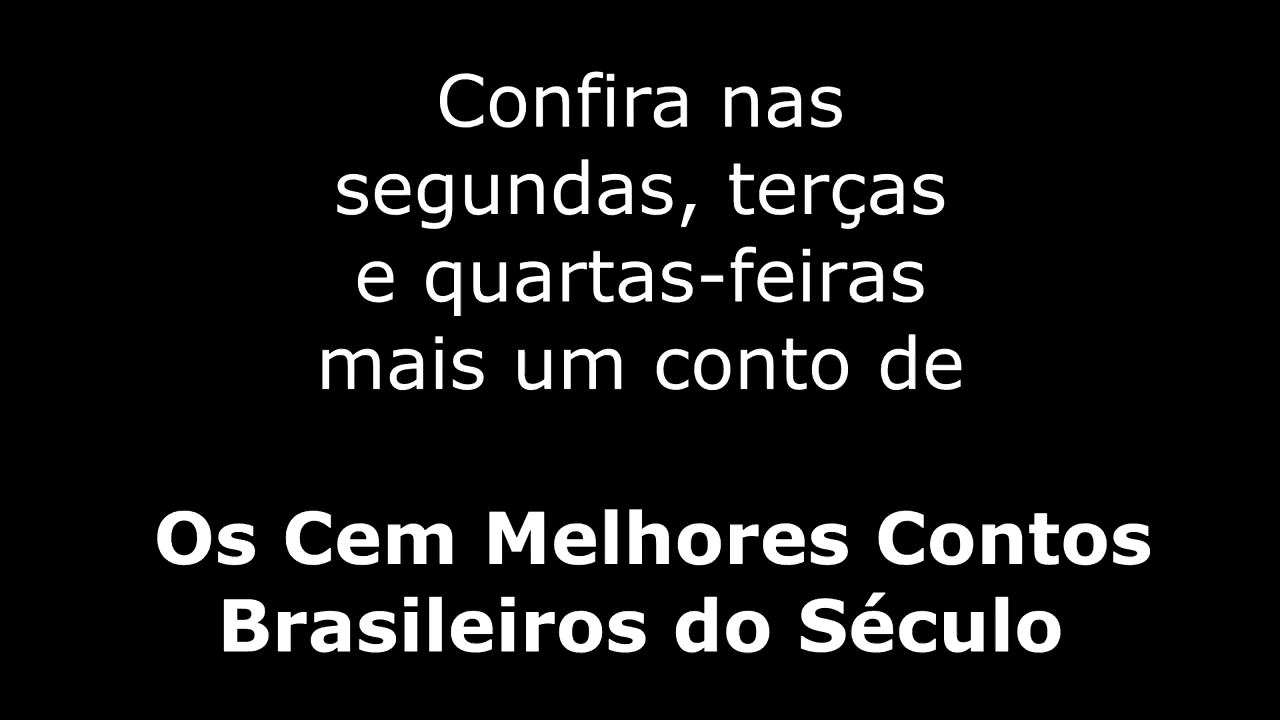 Confira nas
segundas, terças
e quartas-feiras
mais um conto de
Os Cem Melhores Contos
Brasileiros do Século